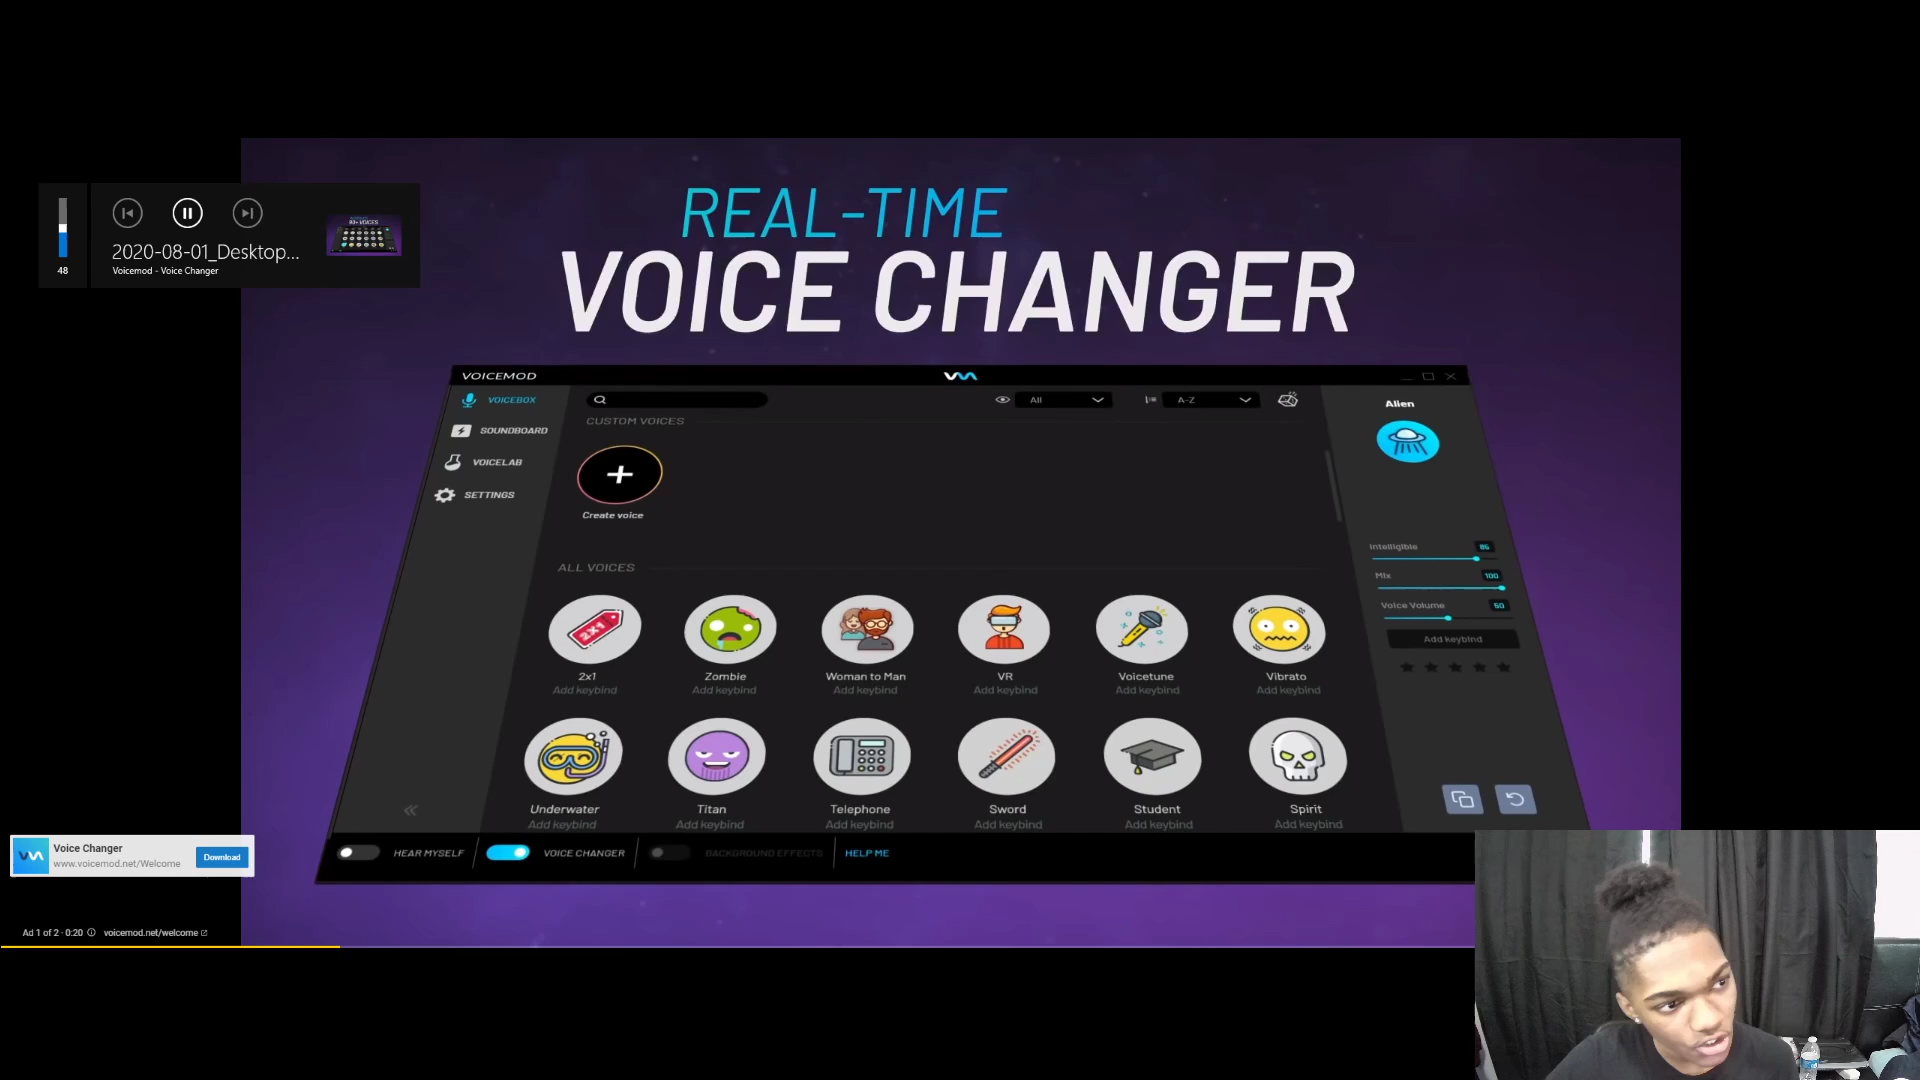 REAL-TIME
VOICE CHANGER
48
2020-08-01_Desktop...
Voicemod - Voice Changer
VOICEMOD
VOICEBOX
SOUNDBOARD
VOICELAB
SETTINGS
All
A-Z
CUSTOM VOICES
Create voice
ALL VOICES
2X1
2x1
Zombie
Woman to Man
VR
Voicetune
Vibrato
Add keybind
Add keybind
Add keybind
Add keybind
Add keybind
Add keybind
Underwater
Titan
Telephone
Sword
Student
Spirit
Add keybind
Add keybind
Add keybind
Add keybind
Add keybind
Add keybind
Alien
Intelligible 85
Mix 100
Voice Volume 50
Add keybind
HEAR MYSELF
VOICE CHANGER
BACKGROUND EFFECTS
HELP ME
Voice Changer
www.voicemod.net/Welcome
Download
Ad 1 of 2 · 0:20 voicemod.net/welcome